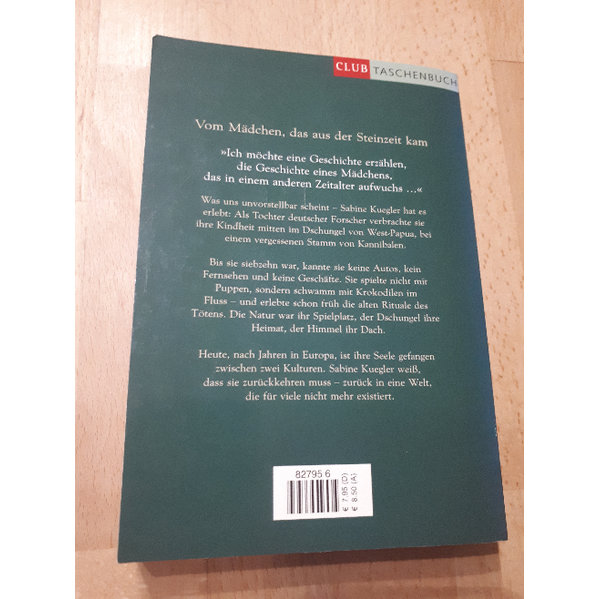 CLUB TASCHENBUCH
Vom Mädchen, das aus der Steinzeit kam
»Ich möchte eine Geschichte erzählen,
die Geschichte eines Mädchens,
das in einem anderen Zeitalter aufwuchs ...«
Was uns unvorstellbar scheint – Sabine Kuegler hat es
erlebt: Als Tochter deutscher Forscher verbrachte sie
ihre Kindheit mitten im Dschungel von West-Papua, bei
einem vergessenen Stamm von Kannibalen.
Bis sie siebzehn war, kannte sie keine Autos, kein
Fernsehen und keine Geschäfte. Sie spielte nicht mit
Puppen, sondern schwamm mit Krokodilen im
Fluss – und erlebte schon früh die alten Rituale des
Tötens. Die Natur war ihr Spielplatz, der Dschungel ihre
Heimat, der Himmel ihr Dach.
Heute, nach Jahren in Europa, ist ihre Seele gefangen
zwischen zwei Kulturen. Sabine Kuegler weiß,
dass sie zurückkehren muss – zurück in eine Welt,
die für viele nicht mehr existiert.
82795.6
€ 7.95 (D)
€ 8.50 (A)